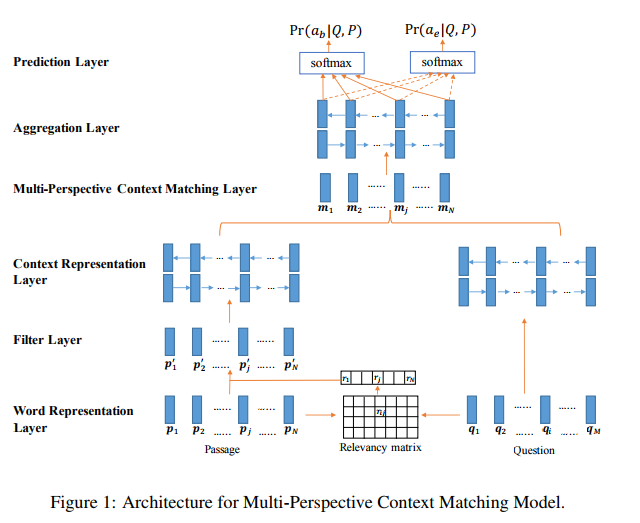 Pr(a_b|Q, P) Pr(a_e|Q, P)
Prediction Layer softmax softmax
Aggregation Layer ... ...
... ...
Multi-Perspective Context Matching Layer ...... ......
m_1 m_2 ...... m_j ...... m_N
Context Representation Layer ... ... ... ...
... ... ... ...
Filter Layer ...... ......
p'_1 p'_2 ...... p'_j ...... p'_N
r_1 r_j r_N
Word Representation Layer ...... ...... r_ij ...... ......
p_1 p_2 ...... p_j ...... p_N q_1 q_2 ...... q_i ...... q_M
Passage Relevancy matrix Question
Figure 1: Architecture for Multi-Perspective Context Matching Model.